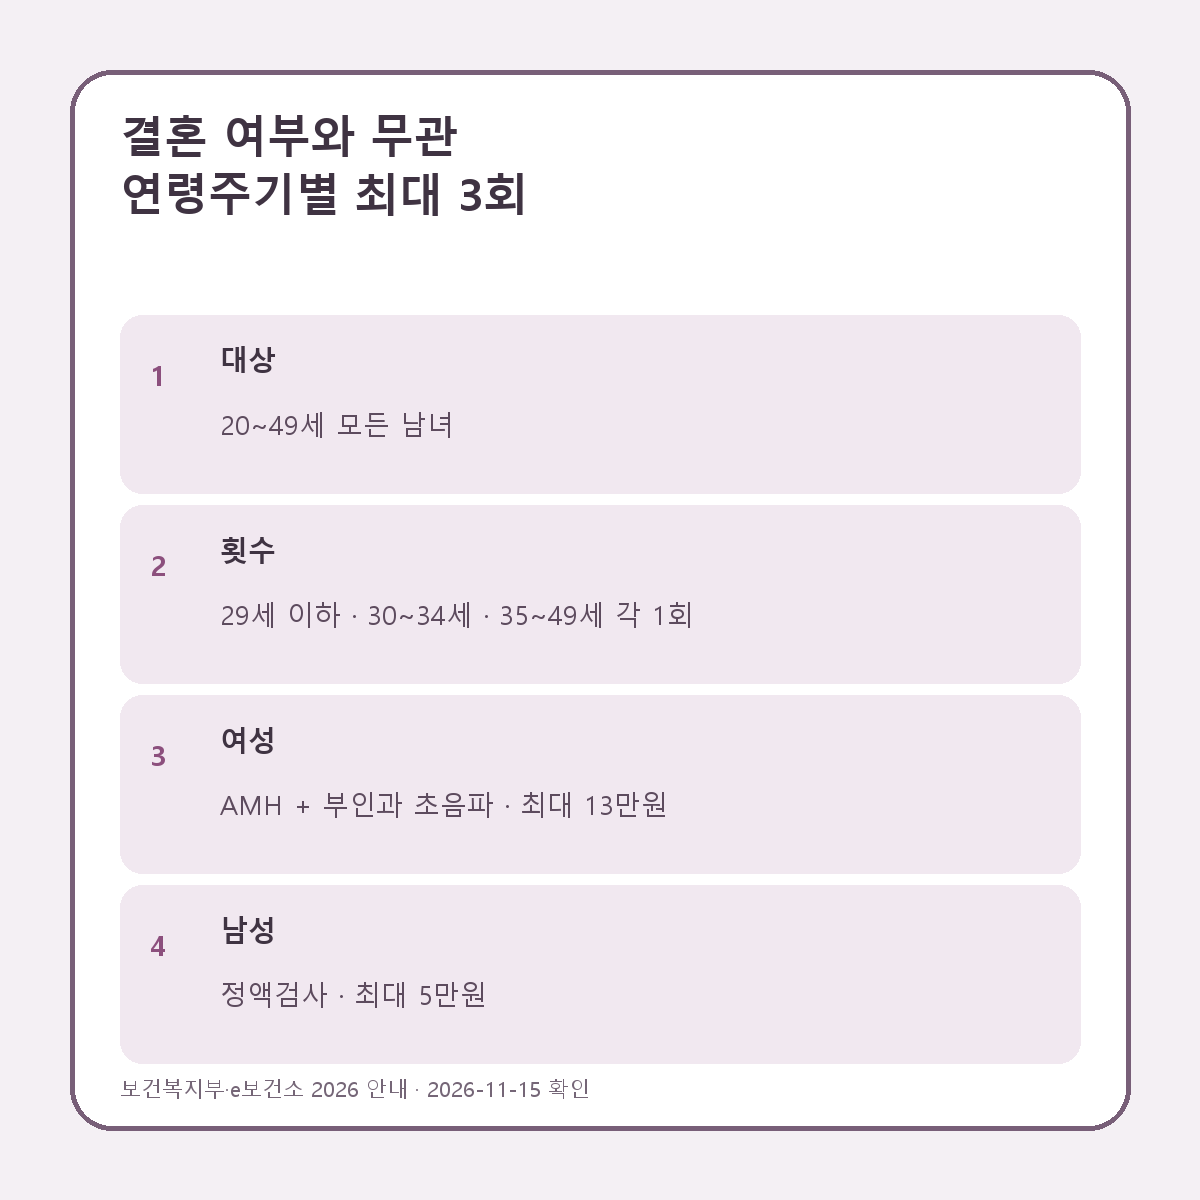 결혼 여부와 무관
연령주기별 최대 3회
1
대상
20~49세 모든 남녀
2
횟수
29세 이하 · 30~34세 · 35~49세 각 1회
3
여성
AMH + 부인과 초음파 · 최대 13만원
4
남성
정액검사 · 최대 5만원
보건복지부·e보건소 2026 안내 · 2026-11-15 확인